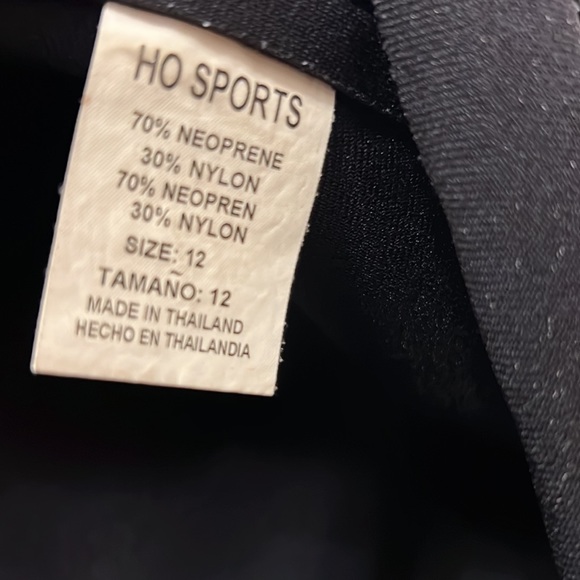 HO SPORTS
70% NEOPRENE
30% NYLON
70% NEOPREN
30% NYLON
SIZE: 12
TAMAÑO: 12
MADE IN THAILAND
HECHO EN THAILANDIA